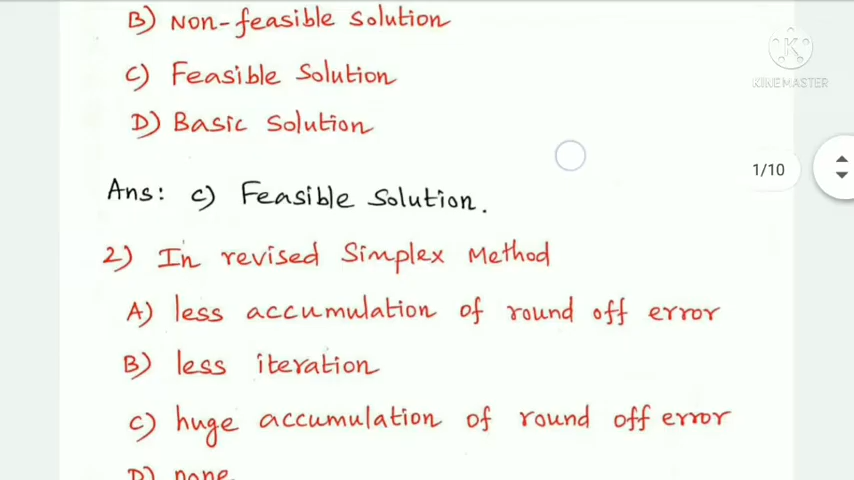 B) Non-feasible solution
C) Feasible Solution
D) Basic Solution
Ans: c) Feasible Solution.
2) In revised Simplex Method
A) less accumulation of round off error
B) less iteration
C) huge accumulation of round off error
D) none.
K
KINEMASTER
1/10